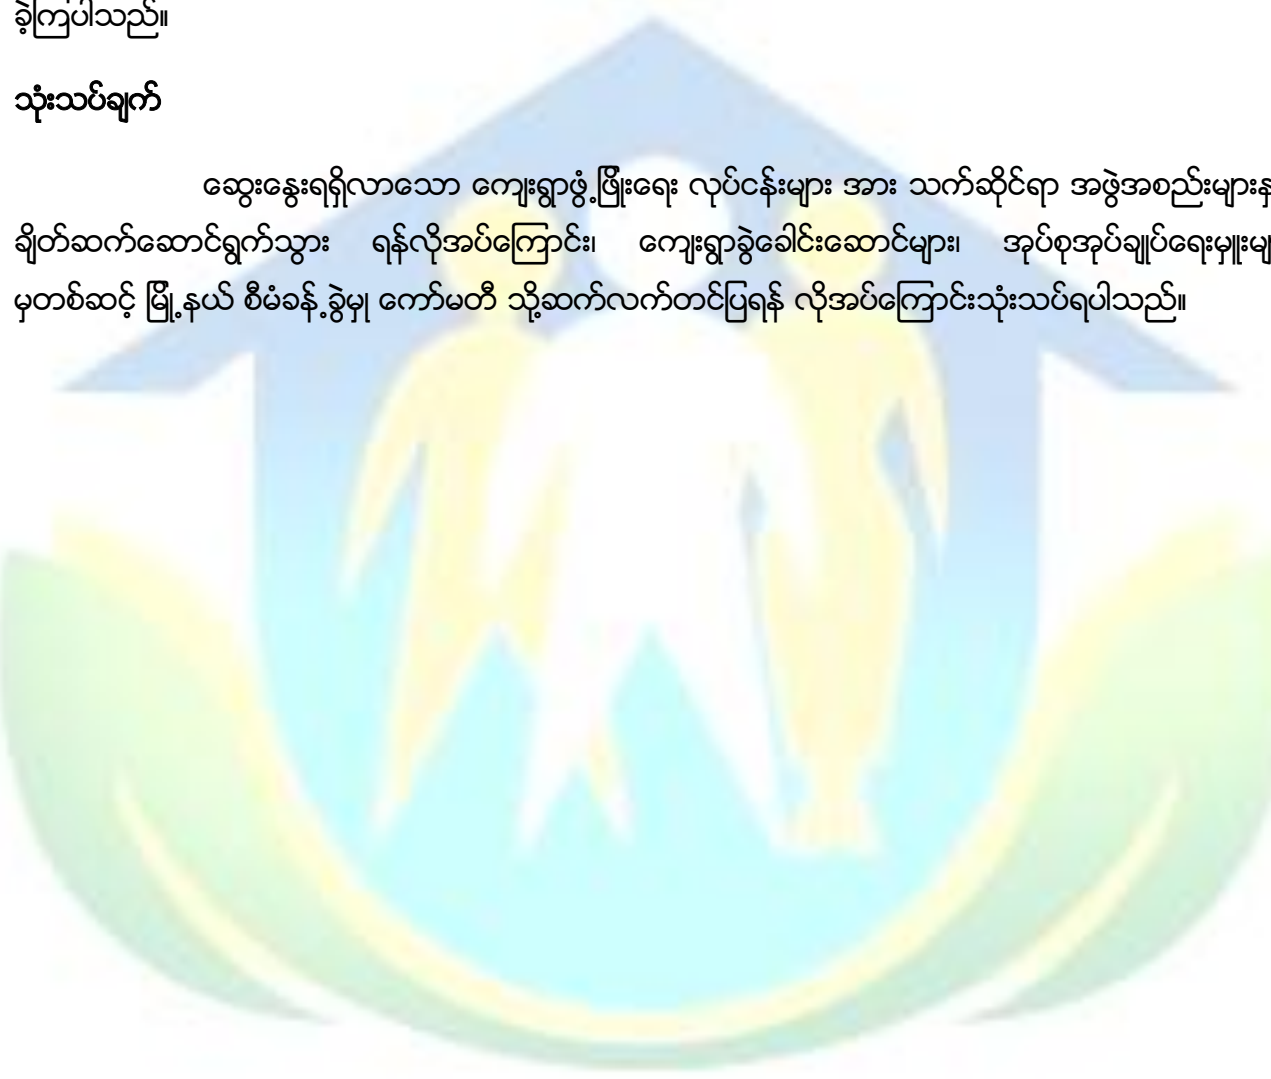 ခဲ့ကြပါသည်။
သုံးသပ်ချက်
ဆွေးနွေးရရှိလာသော ကျေးရွာဖွံ့ဖြိုးရေး လုပ်ငန်းများ အား သက်ဆိုင်ရာ အဖွဲ့အစည်းများ
ချိတ်ဆက်ဆောင်ရွက်သွား ရန်လိုအပ်ကြောင်း၊ ကျေးရွာခွဲခေါင်းဆောင်များ၊ အုပ်စုအုပ်ချုပ်ရေးမှူး
မှတစ်ဆင့် မြို့နယ် စီမံခန့်ခွဲမှု ကော်မတီ သို့ဆက်လက်တင်ပြရန် လိုအပ်ကြောင်းသုံးသပ်ရပါသည်။